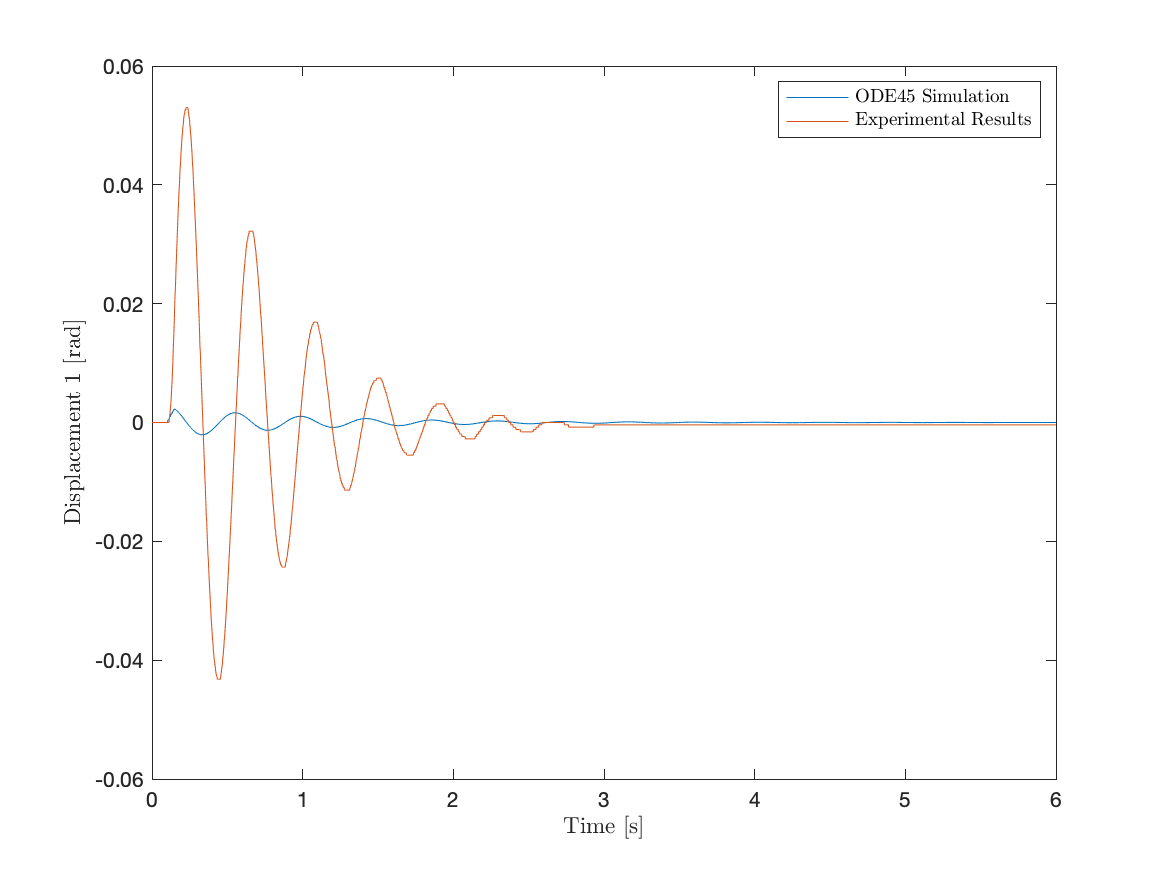 0.06
0.04
0.02
0
-0.02
-0.04
-0.06
Displacement 1 [rad]
ODE45 Simulation
Experimental Results
0 1 2 3 4 5 6
Time [s]